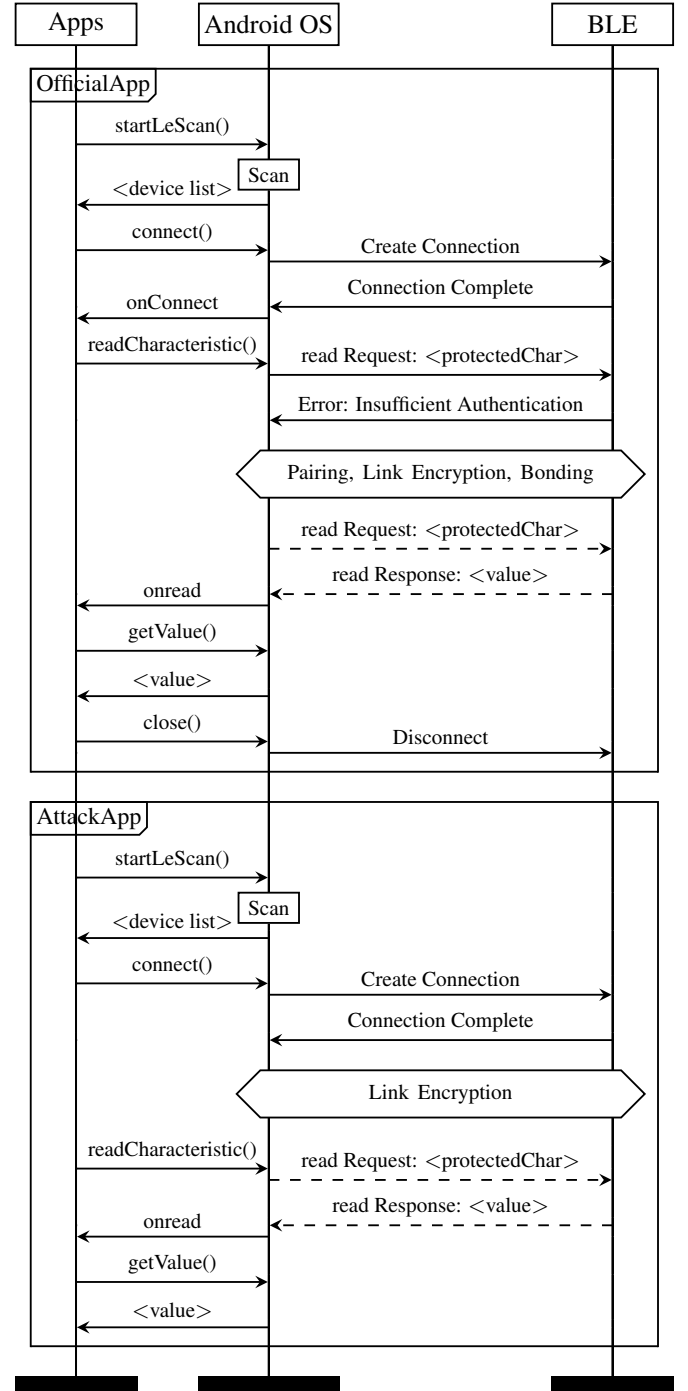 Apps
Android OS
BLE
OfficialApp
startLeScan()
Scan
<device list>
connect()
Create Connection
Connection Complete
onConnect
readCharacteristic()
read Request: <protectedChar>
Error: Insufficient Authentication
Pairing, Link Encryption, Bonding
read Request: <protectedChar>
read Response: <value>
onread
getValue()
<value>
close()
Disconnect
AttackApp
startLeScan()
Scan
<device list>
connect()
Create Connection
Connection Complete
Link Encryption
readCharacteristic()
read Request: <protectedChar>
read Response: <value>
onread
getValue()
<value>